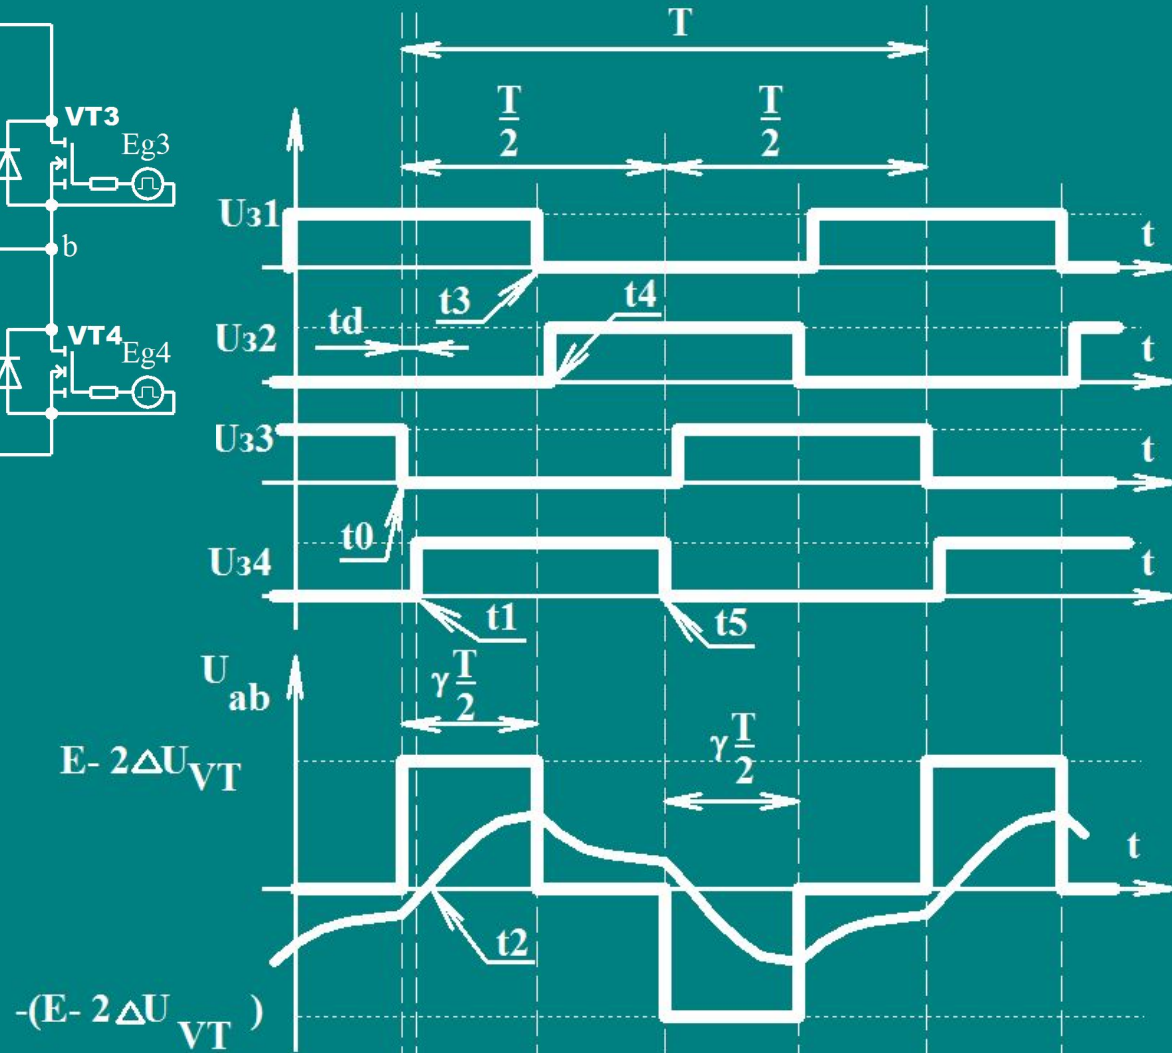 T
T/2 T/2
VT3
Eg3
b
VT4
Eg4
Uз1
t
t3
t4
td
Uз2
t
Uз3
t
t0
Uз4
t
t1
t5
U ab
γ T/2
γ T/2
E- 2ΔU VT
t
t2
-(E- 2ΔU VT )